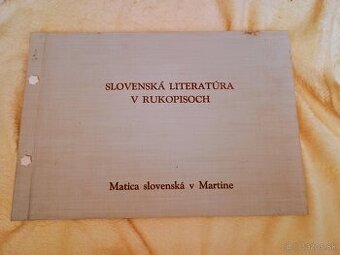 SLOVENSKÁ LITERATÚRA
V RUKOPISOCH
Matica slovenská v Martine